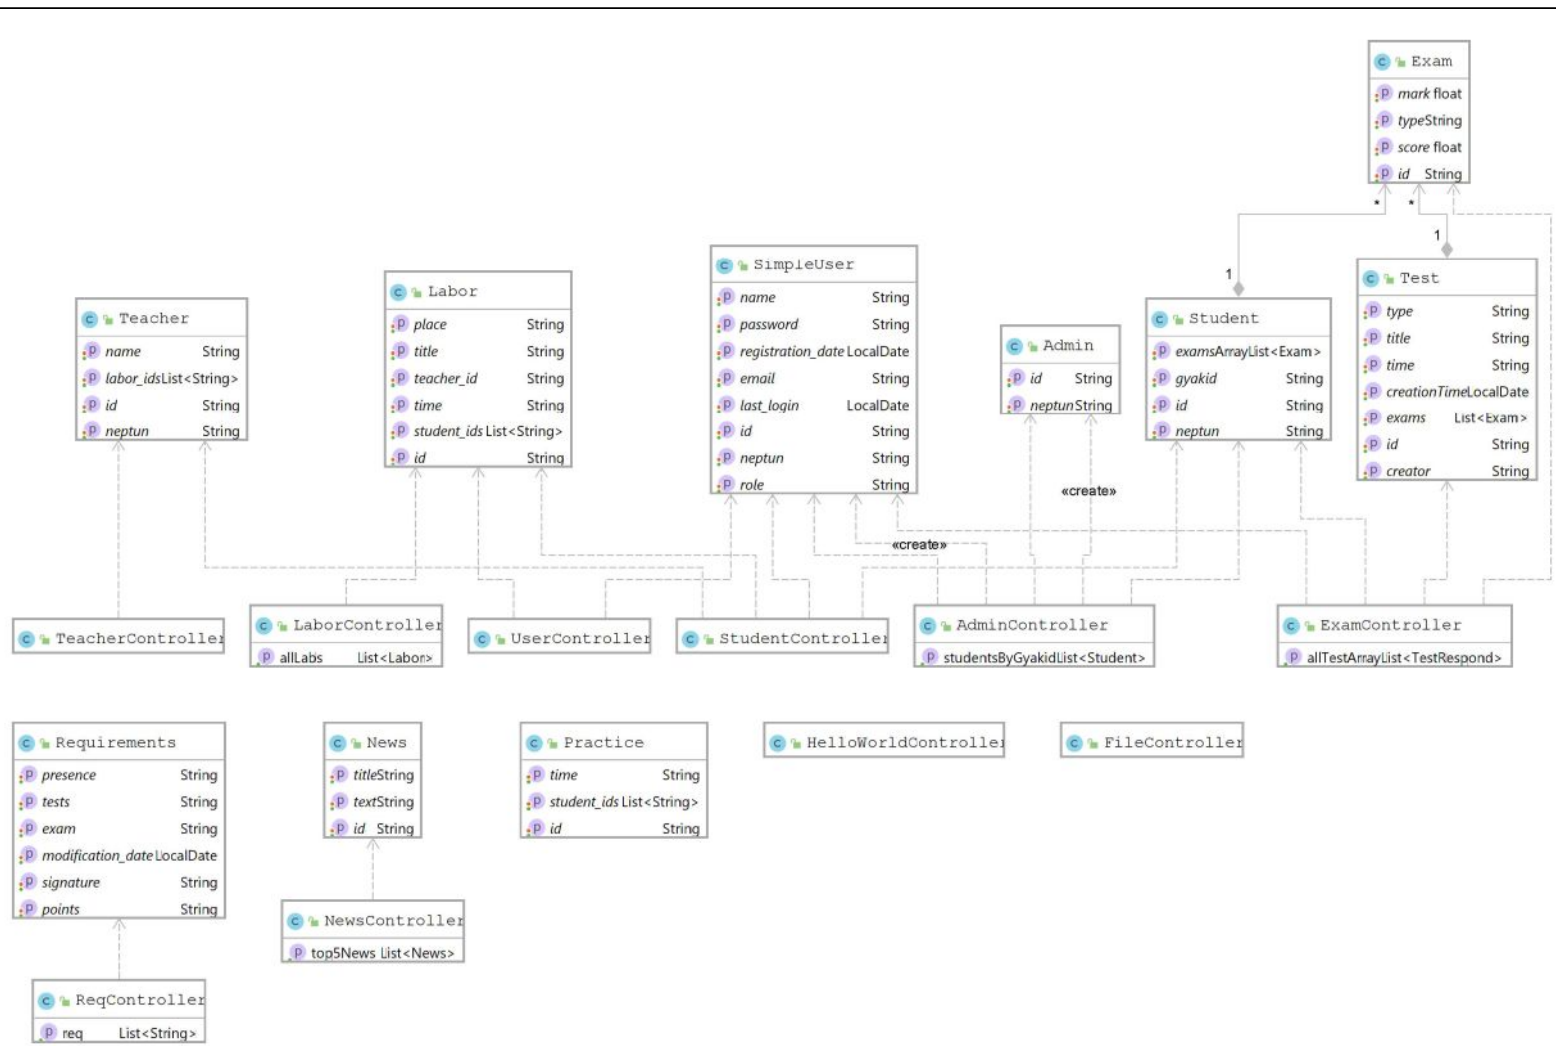 Exam
mark float
typeString
score float
id String
*
*
1
1
Teacher
name String
labor_idsList<String>
id String
neptun String
Labor
place String
title String
teacher_id String
time String
student_ids List<String>
id String
SimpleUser
name String
password String
registration_date LocalDate
email String
last_login LocalDate
id String
neptun String
role String
Admin
id String
neptunString
Student
examsArrayList<Exam>
gyakid String
id String
neptun String
Test
type String
title String
time String
creationTimeLocalDate
exams List<Exam>
id String
creator String
«create»
«create»
TeacherController
LaborController
allLabs List<Labor>
UserController
StudentController
AdminController
studentsByGyakidList<Student>
ExamController
allTestArrayList<TestRespond>
Requirements
presence String
tests String
exam String
modification_date LocalDate
signature String
points String
News
titleString
textString
id String
Practice
time String
student_ids List<String>
id String
HelloWorldController
FileController
NewsController
top5News List<News>
ReqController
req List<String>